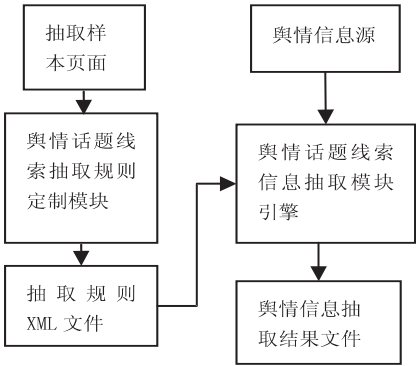 抽取样
本页面
舆情话题线
索抽取规则
定制模块
抽取规则
XML 文件
舆情信息源
舆情话题线索
信息抽取模块
引擎
舆情信息抽
取结果文件